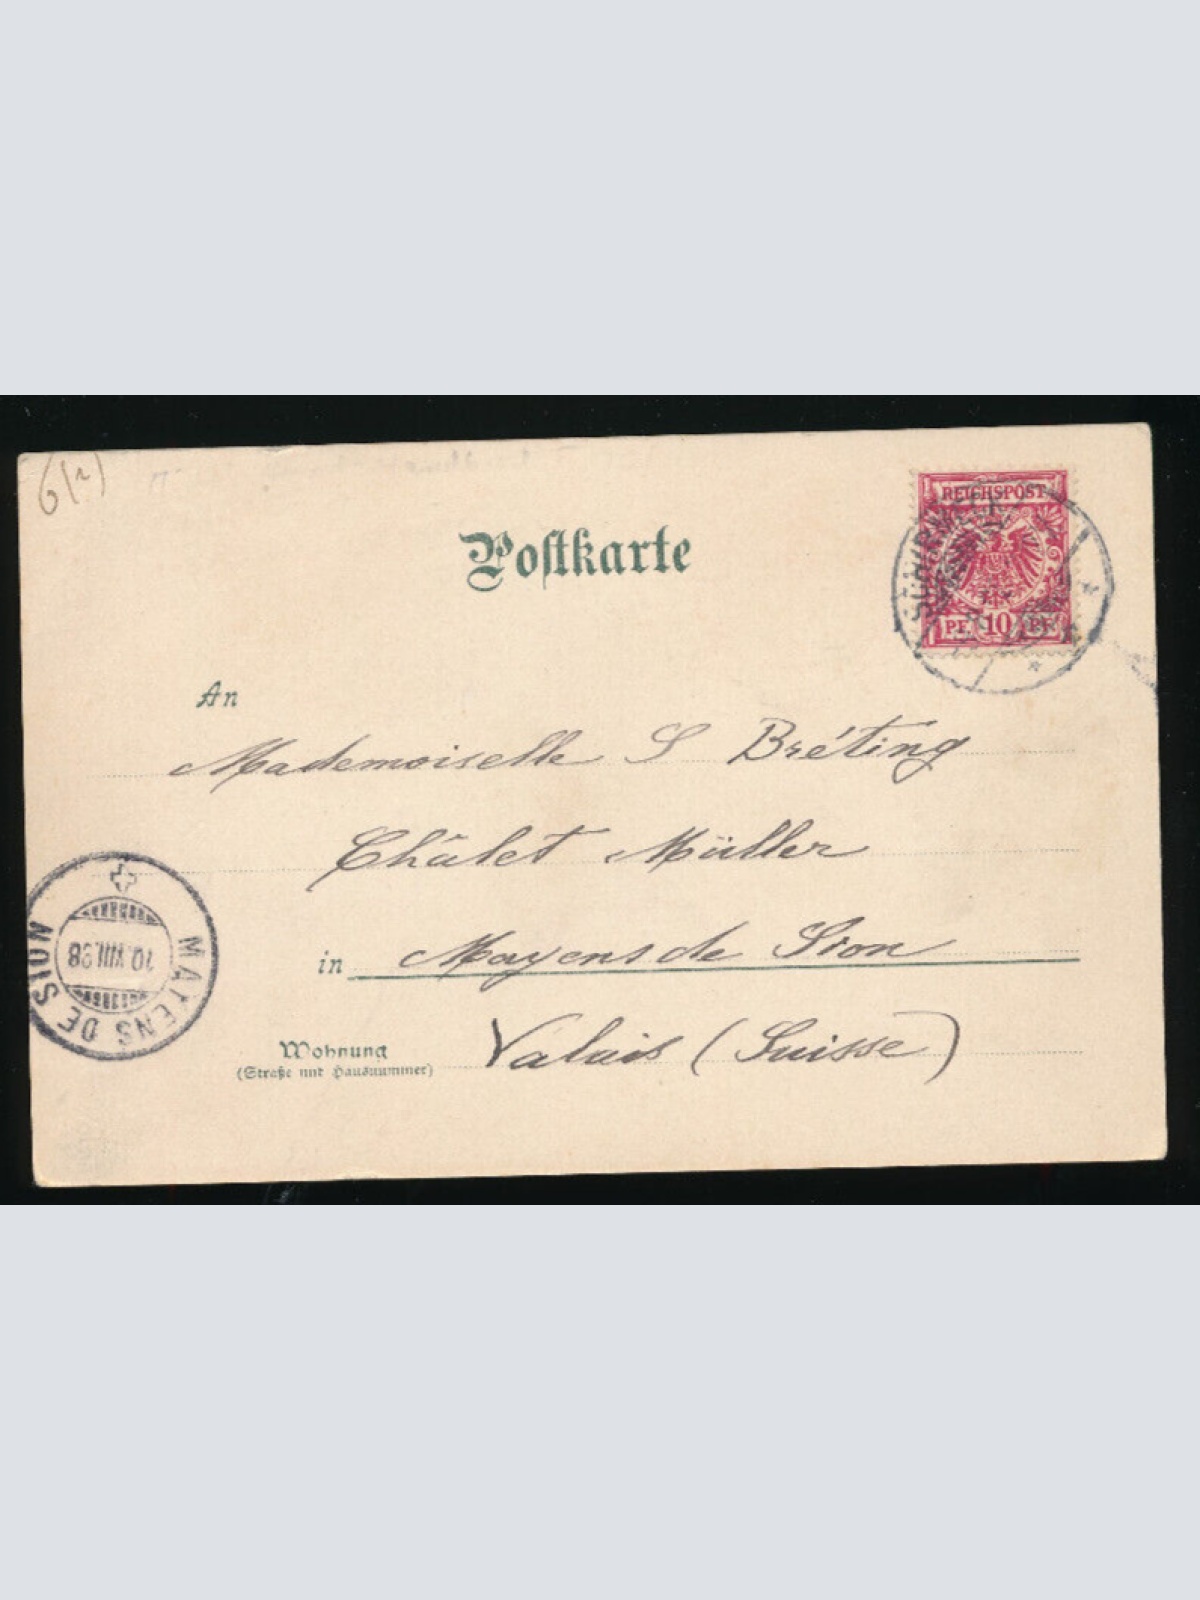 6(r)
Postkarte
REICHSPOST
PF. 10 PF.
SCHIRMECK
An
Mademoiselle S Bréting
Châlet Müller
in Mayens de Sion
Wohnung
(Straße und Hausnummer)
Valais (Suisse)
MAYENS DE SION
10.VIII.98